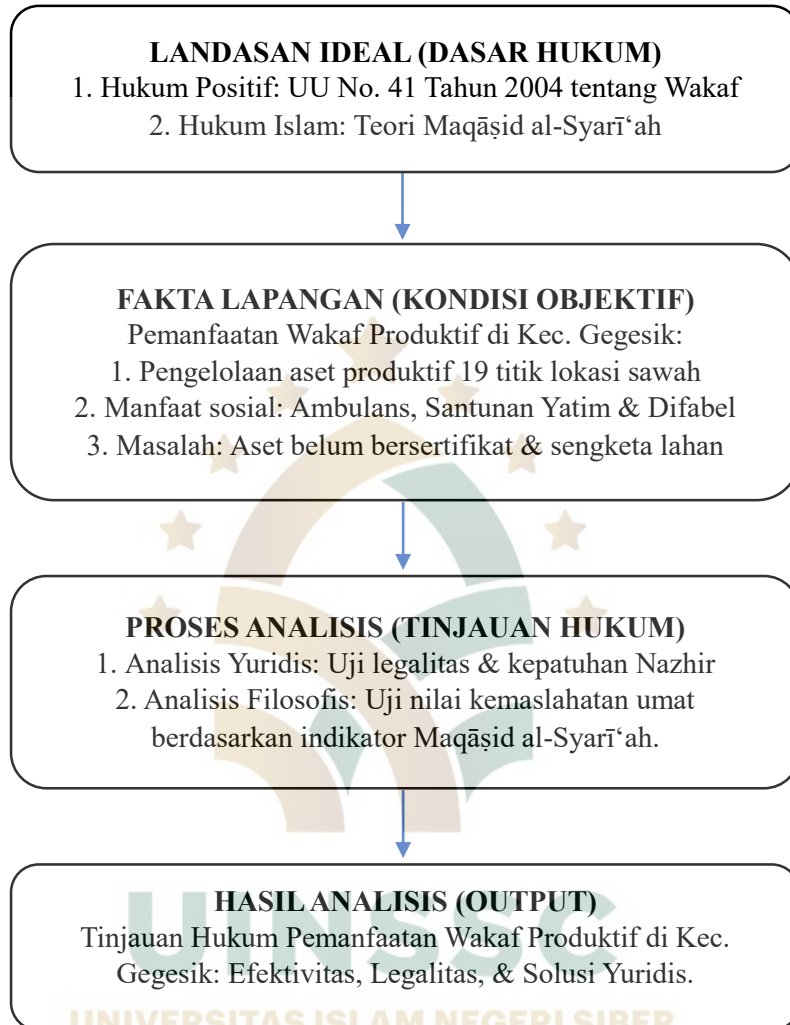 LANDASAN IDEAL (DASAR HUKUM)
1. Hukum Positif: UU No. 41 Tahun 2004 tentang Wakaf
2. Hukum Islam: Teori Maqāṣid al-Syarī‘ah
FAKTA LAPANGAN (KONDISI OBJEKTIF)
Pemanfaatan Wakaf Produktif di Kec. Gegesik:
1. Pengelolaan aset produktif 19 titik lokasi sawah
2. Manfaat sosial: Ambulans, Santunan Yatim & Difabel
3. Masalah: Aset belum bersertifikat & sengketa lahan
PROSES ANALISIS (TINJAUAN HUKUM)
1. Analisis Yuridis: Uji legalitas & kepatuhan Nazhir
2. Analisis Filosofis: Uji nilai kemaslahatan umat
berdasarkan indikator Maqāṣid al-Syarī‘ah.
HASIL ANALISIS (OUTPUT)
Tinjauan Hukum Pemanfaatan Wakaf Produktif di Kec.
Gegesik: Efektivitas, Legalitas, & Solusi Yuridis.
UINSSC
UNIVERSITAS ISLAM NEGERI SIBER